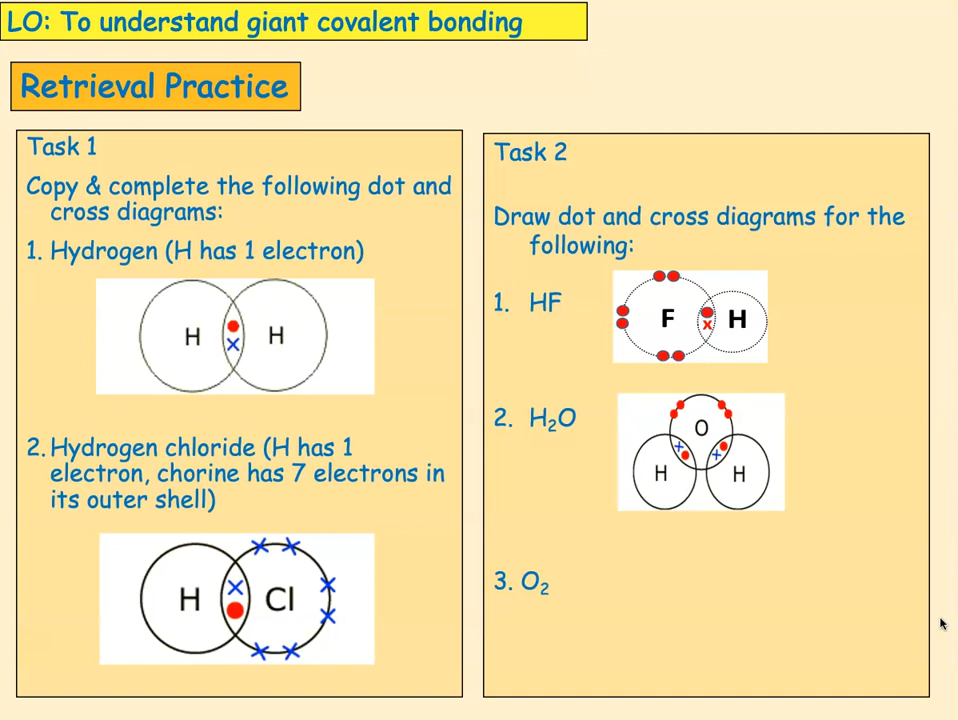 LO: To understand giant covalent bonding
Retrieval Practice
Task 1
Copy & complete the following dot and
cross diagrams:
1. Hydrogen (H has 1 electron)
H H
2. Hydrogen chloride (H has 1
electron, chorine has 7 electrons in
its outer shell)
H Cl
Task 2
Draw dot and cross diagrams for the
following:
1. HF
F H
2. H₂O
O
H H
3. O₂